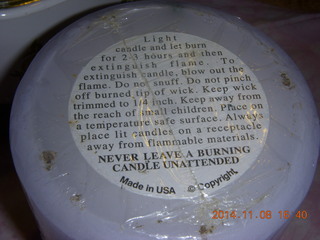 Light
candle and let burn
for 2-3 hours and then
extinguish flame. To
extinguish candle, blow out the
flame. Do not snuff. Do not pinch
off burned tip of wick. Keep wick
trimmed to 1/4 inch. Keep away from
the reach of small children. Place on
a temperature safe surface. Always
place lit candles on a receptacle
away from flammable materials.
NEVER LEAVE A BURNING
CANDLE UNATTENDED
Made in USA © Copyright
2014.11.08 18:40